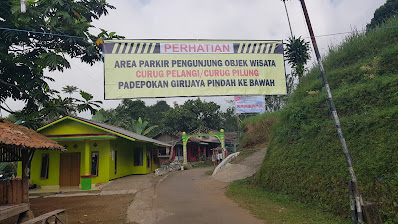 PERHATIAN
AREA PARKIR PENGUNJUNG OBJEK WISATA
CURUG PELANGI/CURUG PILUNG
PADEPOKAN GIRIJAYA PINDAH KE BAWAH